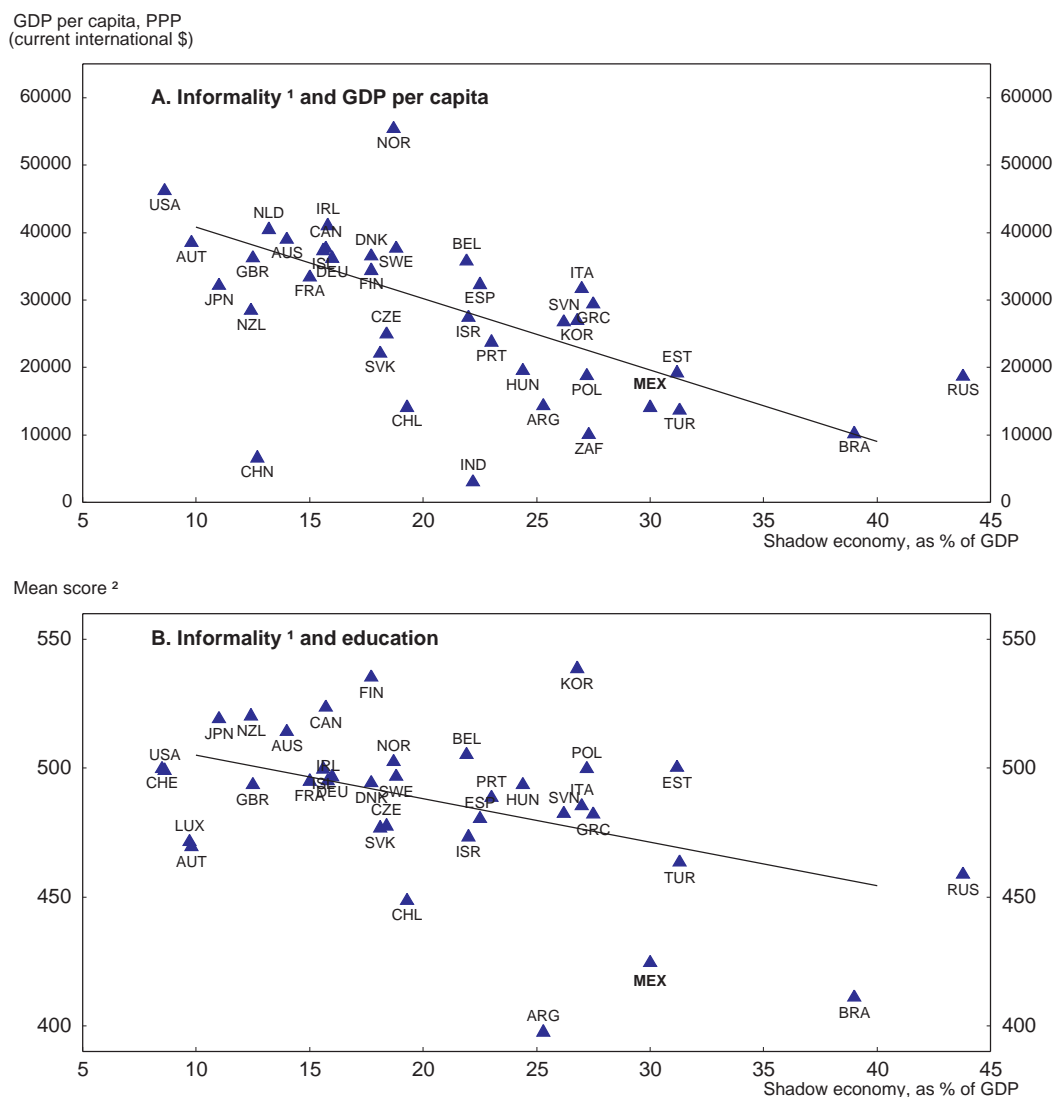 GDP per capita, PPP
(current international $)
A. Informality ¹ and GDP per capita
60000 60000
NOR
50000 50000
USA
NLD IRL
40000 CAN 40000
AUT AUS DNK BEL
GBR ISL DEU SWE
JPN FRA FIN ESP ITA
30000 30000
NZL SVN GRC
CZE ISR KOR
SVK PRT
20000 HUN POL MEX EST RUS 20000
CHL ARG TUR
10000 ZAF BRA 10000
CHN IND
0 0
5 10 15 20 25 30 35 40 45
Shadow economy, as % of GDP
Mean score ²
B. Informality ¹ and education
550 550
FIN KOR
JPN NZL CAN
AUS NOR BEL
USA IRL POL
500 500
CHE GBR FRA ISL DEU DNK SWE PRT HUN ITA EST
CZE ESP SVN
LUX SVK ISR GRC
AUT TUR
450 RUS 450
CHL
MEX
ARG BRA
400 400
5 10 15 20 25 30 35 40 45
Shadow economy, as % of GDP